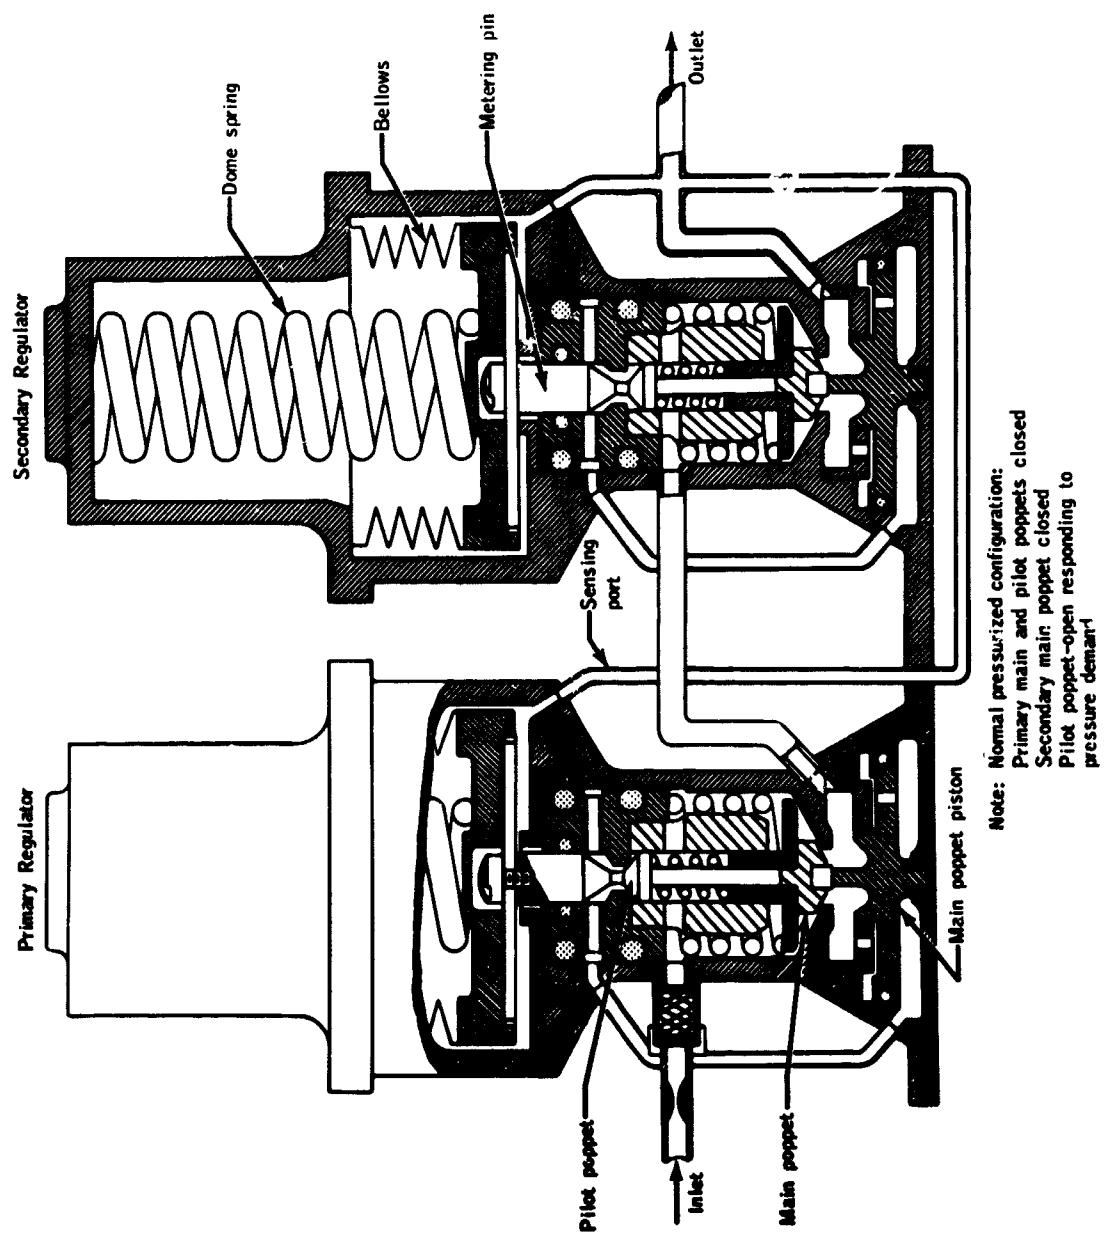 Primary Regulator
Secondary Regulator
Dome spring
Bellows
Metering pin
Outlet
Sensing
port
Pilot poppet
Inlet
Main poppet
Main poppet piston
Note: Normal pressurized configuration:
Primary main and pilot poppets closed
Secondary main poppet closed
Pilot poppet-open responding to
pressure demand